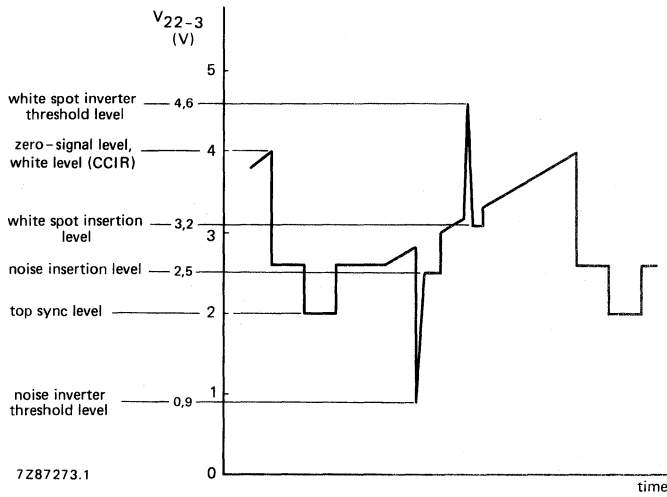 V22-3
(V)
5
white spot inverter
threshold level
4,6
zero-signal level,
white level (CCIR)
4
white spot insertion
level
3,2
3
noise insertion level
2,5
top sync level
2
1
noise inverter
threshold level
0,9
7Z87273.1
0
time